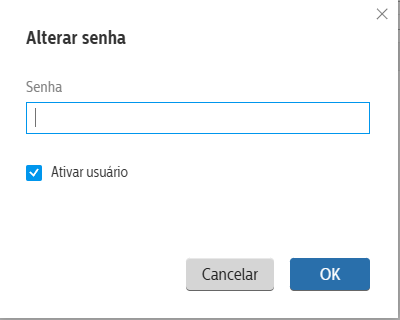 Alterar senha
Senha
Ativar usuário
Cancelar
OK